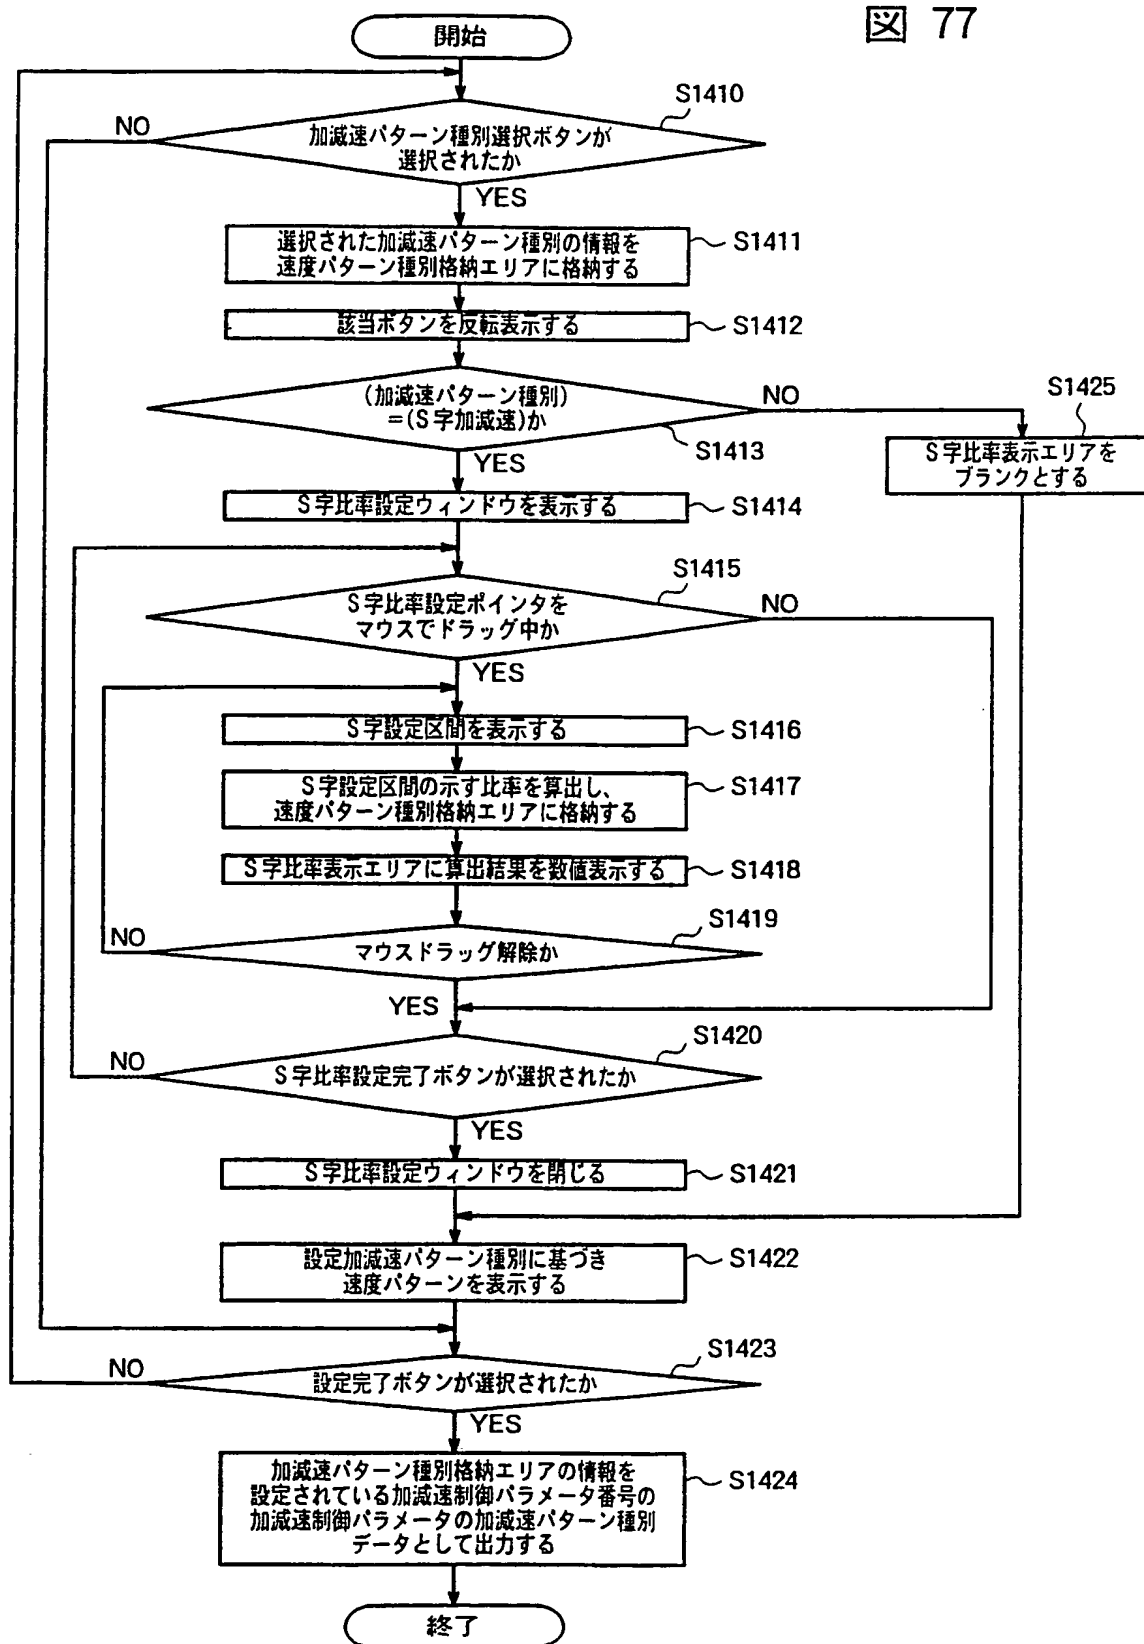 図 77
開始
S1410
NO
加減速パターン種別選択ボタンが
選択されたか
YES
選択された加減速パターン種別の情報を
速度パターン種別格納エリアに格納する
S1411
該当ボタンを反転表示する
S1412
(加減速パターン種別)
=(S字加減速)か
NO
S1413
YES
S1425
S字比率表示エリアを
ブランクとする
S字比率設定ウィンドウを表示する
S1414
S1415
S字比率設定ポインタを
マウスでドラッグ中か
NO
YES
S字設定区間を表示する
S1416
S字設定区間の示す比率を算出し、
速度パターン種別格納エリアに格納する
S1417
S字比率表示エリアに算出結果を数値表示する
S1418
S1419
NO
マウスドラッグ解除か
YES
S1420
NO
S字比率設定完了ボタンが選択されたか
YES
S字比率設定ウィンドウを閉じる
S1421
設定加減速パターン種別に基づき
速度パターンを表示する
S1422
S1423
NO
設定完了ボタンが選択されたか
YES
加減速パターン種別格納エリアの情報を
設定されている加減速制御パラメータ番号の
加減速制御パラメータの加減速パターン種別
データとして出力する
S1424
終了